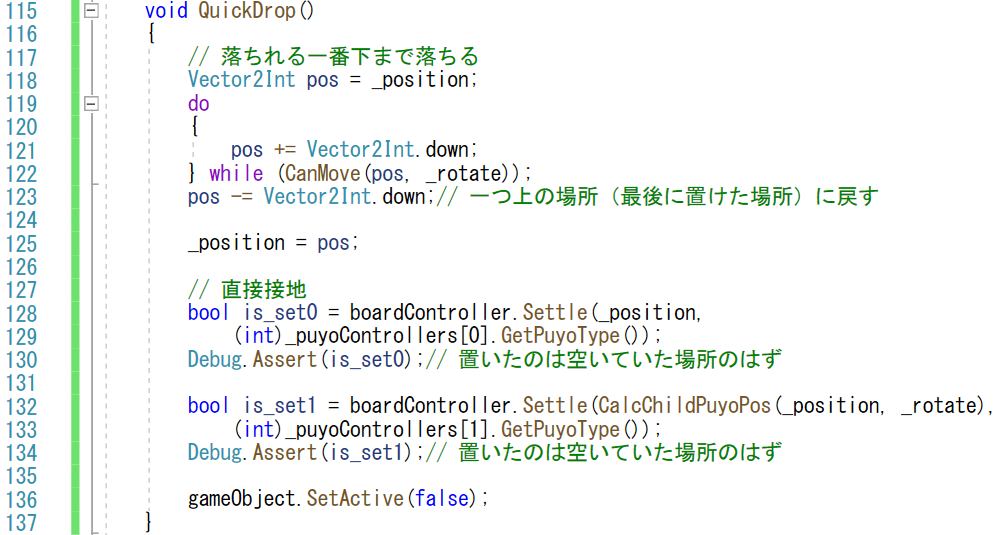 115 void QuickDrop()
116 {
117 // 落ちれる一番下まで落ちる
118 Vector2Int pos = _position;
119 do
120 {
121 pos += Vector2Int.down;
122 } while (CanMove(pos, _rotate));
123 pos -= Vector2Int.down;// 一つ上の場所（最後に置けた場所）に戻す
124
125 _position = pos;
126
127 // 直接接地
128 bool is_set0 = boardController.Settle(_position,
129 (int)_puyoControllers[0].GetPuyoType());
130 Debug.Assert(is_set0);// 置いたのは空いていた場所のはず
131
132 bool is_set1 = boardController.Settle(CalcChildPuyoPos(_position, _rotate),
133 (int)_puyoControllers[1].GetPuyoType());
134 Debug.Assert(is_set1);// 置いたのは空いていた場所のはず
135
136 gameObject.SetActive(false);
137 }